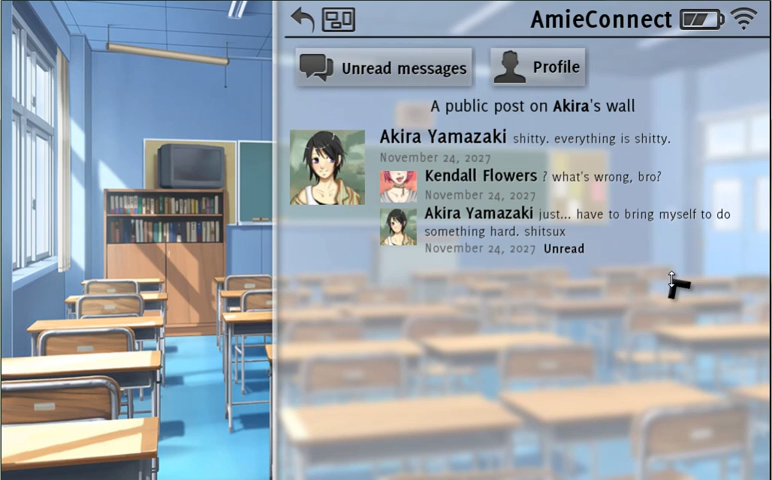 AmieConnect
Unread messages
Profile
A public post on Akira's wall
Akira Yamazaki shitty. everything is shitty.
November 24, 2027
Kendall Flowers ? what's wrong, bro?
November 24, 2027
Akira Yamazaki just... have to bring myself to do
something hard. shitsux
November 24, 2027 Unread